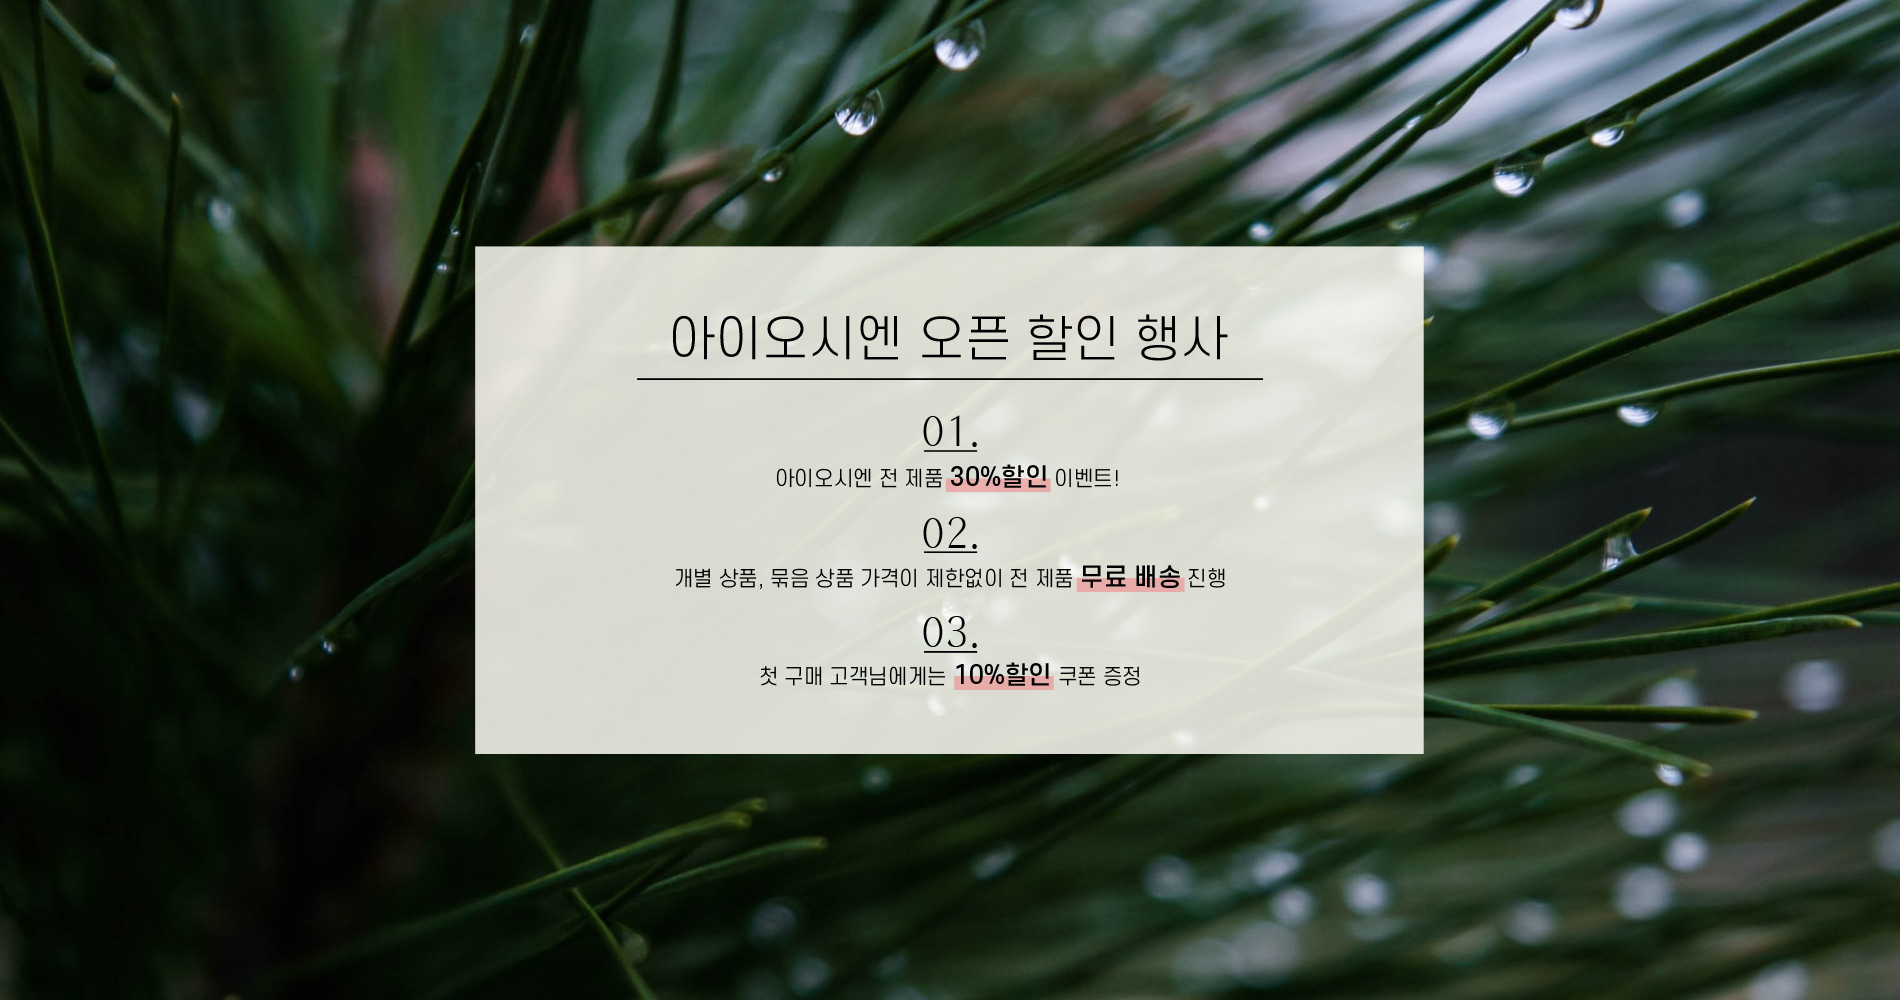 아이오시엔 오픈 할인 행사
01.
아이오시엔 전 제품 30%할인 이벤트!
02.
개별 상품, 묶음 상품 가격이 제한없이 전 제품 무료 배송 진행
03.
첫 구매 고객님에게는 10%할인 쿠폰 증정